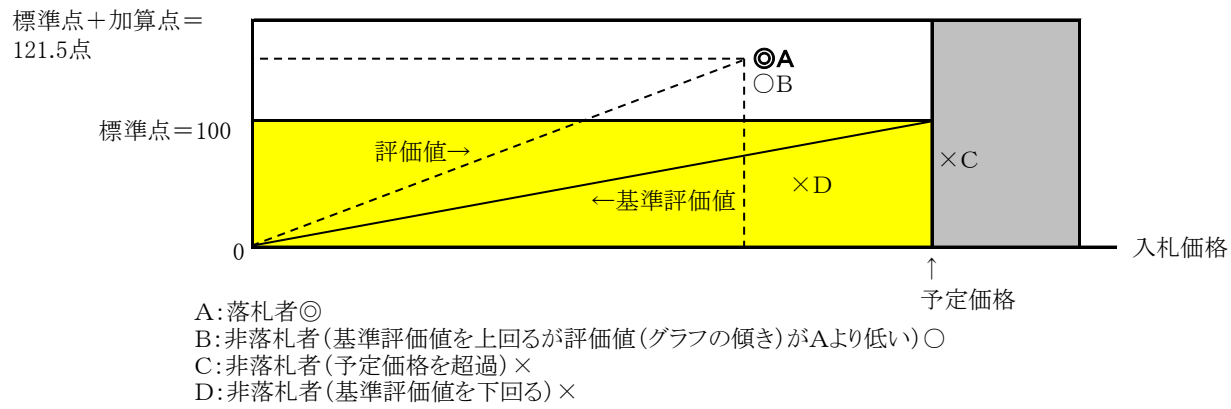 標準点+加算点=
121.5点
◎A
○B
標準点=100
評価値→
×C
×D
←基準評価値
0
入札価格
↑
予定価格
A:落札者◎
B:非落札者(基準評価値を上回るが評価値(グラフの傾き)がAより低い)○
C:非落札者(予定価格を超過)×
D:非落札者(基準評価値を下回る)×